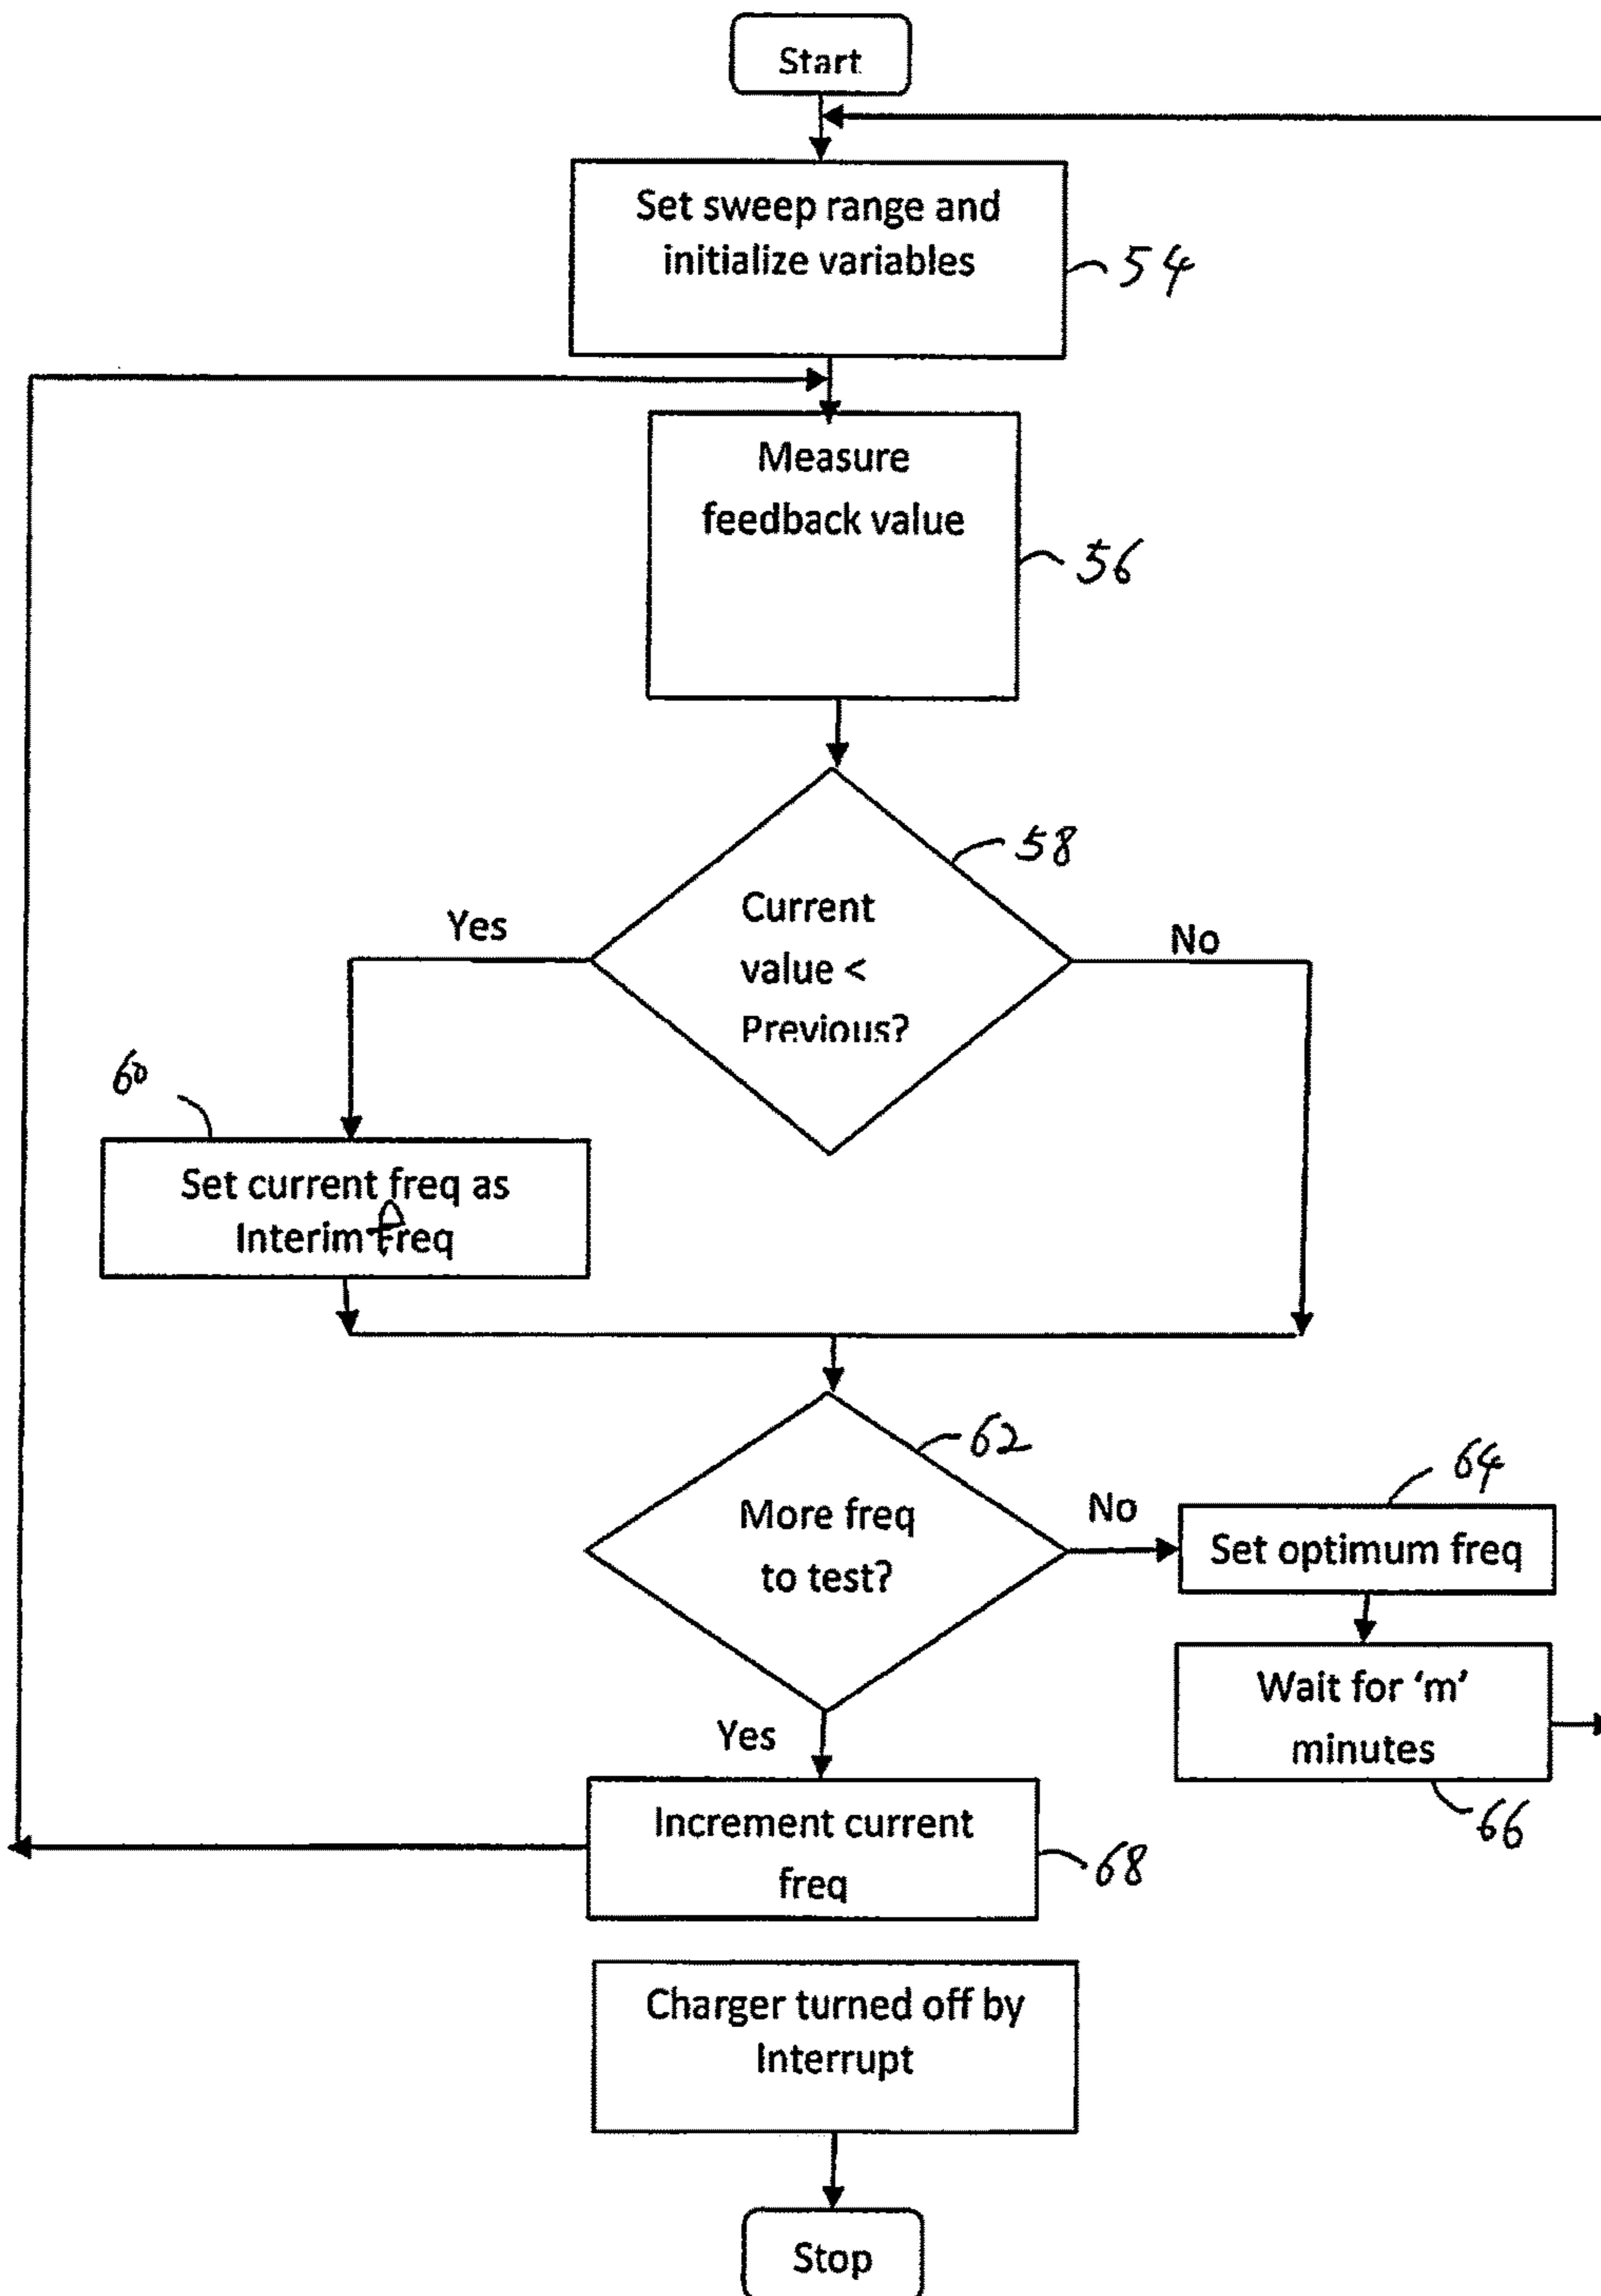 Start
Set sweep range and
initialize variables
54
Measure
feedback value
56
58
Current
value <
Previous?
Yes
No
60
Set current freq as
Interim freq
62
More freq
to test?
No
64
Set optimum freq
Wait for ‘m’
minutes
66
Yes
Increment current
freq
68
Charger turned off by
Interrupt
Stop